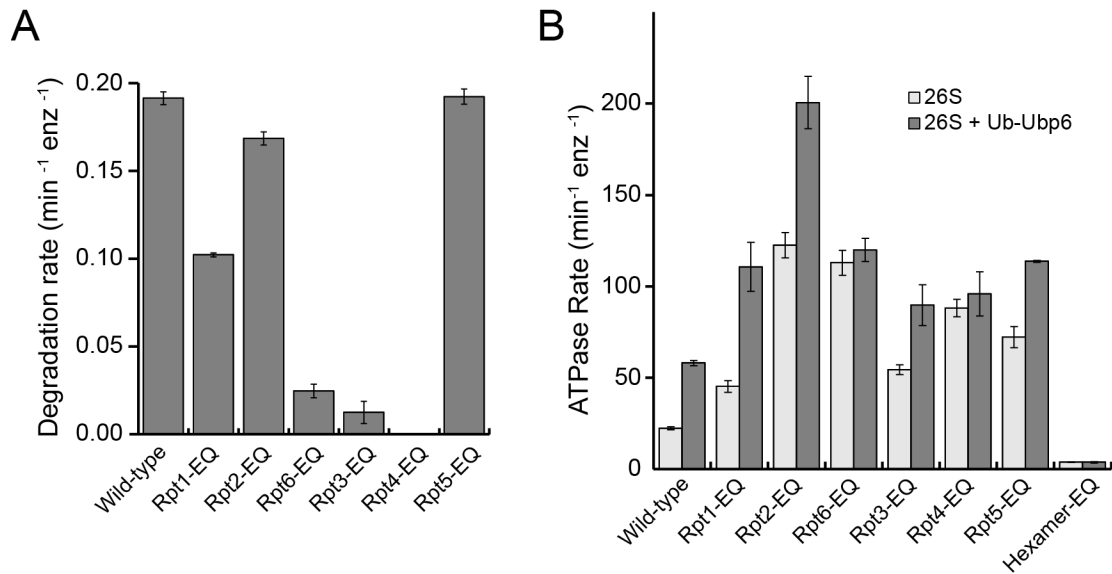 A
Degradation rate (min⁻¹ enz ⁻¹)
0.20
0.15
0.10
0.05
0.00
Wild-type
Rpt1-EQ
Rpt2-EQ
Rpt6-EQ
Rpt3-EQ
Rpt4-EQ
Rpt5-EQ
B
ATPase Rate (min⁻¹ enz ⁻¹)
200
150
100
50
0
26S
26S + Ub-Ubp6
Wild-type
Rpt1-EQ
Rpt2-EQ
Rpt6-EQ
Rpt3-EQ
Rpt4-EQ
Rpt5-EQ
Hexamer-EQ